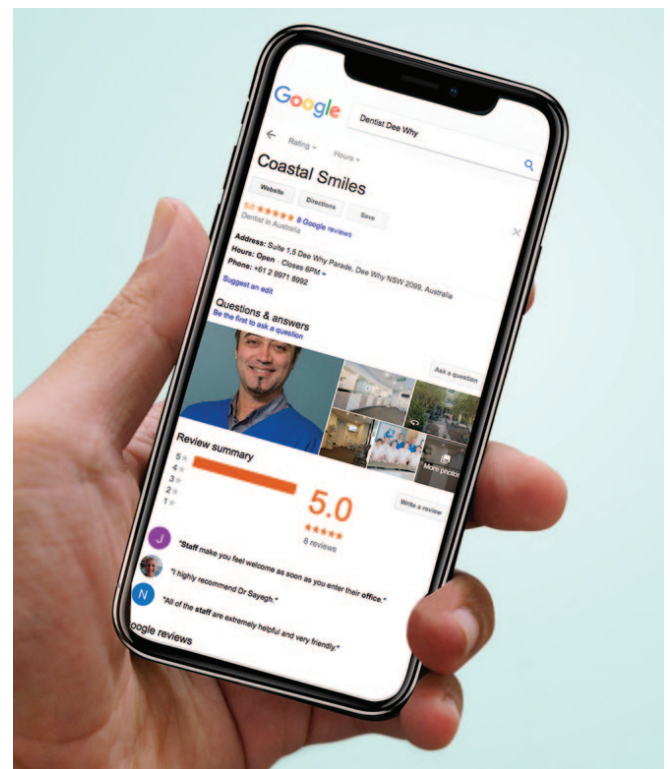 Google
Dentist Dee Why
Rating
Hours
Coastal Smiles
Website
Directions
Save
5.0 ★★★★★ 8 Google reviews
Dentist in Australia
Address: Suite 1,5 Dee Why Parade, Dee Why NSW 2099, Australia
Hours: Open · Closes 6PM
Phone: +61 2 9971 8992
Suggest an edit
Questions & answers
Be the first to ask a question
Ask a question
More photos
Review summary
Write a review
5★
4★
3★
2★
1★
5.0
★★★★★
8 reviews
J
"Staff make you feel welcome as soon as you enter their office."
"I highly recommend Dr Sayegh."
N
"All of the staff are extremely helpful and very friendly."
oogle reviews